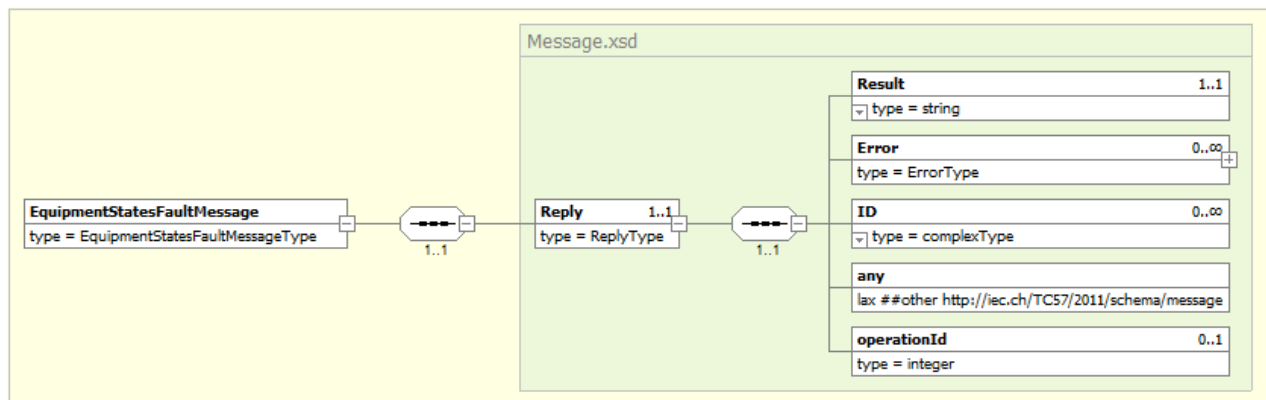 Message.xsd
Result 1..1
type = string
Error 0..∞
type = ErrorType
EquipmentStatesFaultMessage
type = EquipmentStatesFaultMessageType
1..1
Reply 1..1
type = ReplyType
1..1
ID 0..∞
type = complexType
any
lax ##other http://iec.ch/TC57/2011/schema/message
operationId 0..1
type = integer